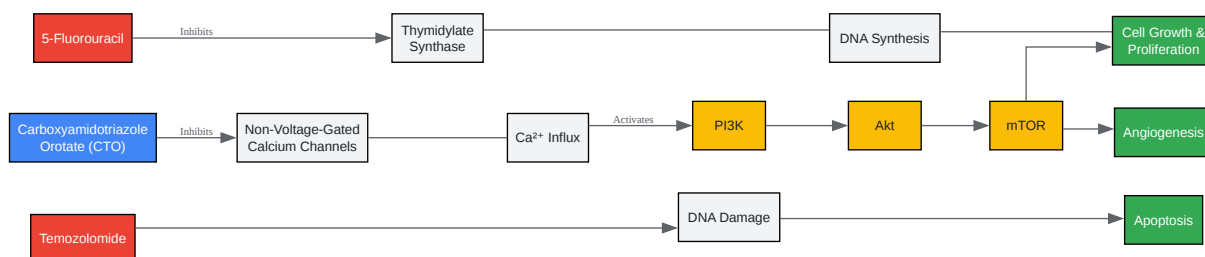 5-Fluorouracil
Inhibits
Thymidylate
Synthase
DNA Synthesis
Cell Growth &
Proliferation
Carboxyamidotriazole
Orotate (CTO)
Inhibits
Non-Voltage-Gated
Calcium Channels
Ca²⁺ Influx
Activates
PI3K
Akt
mTOR
Angiogenesis
Temozolomide
DNA Damage
Apoptosis